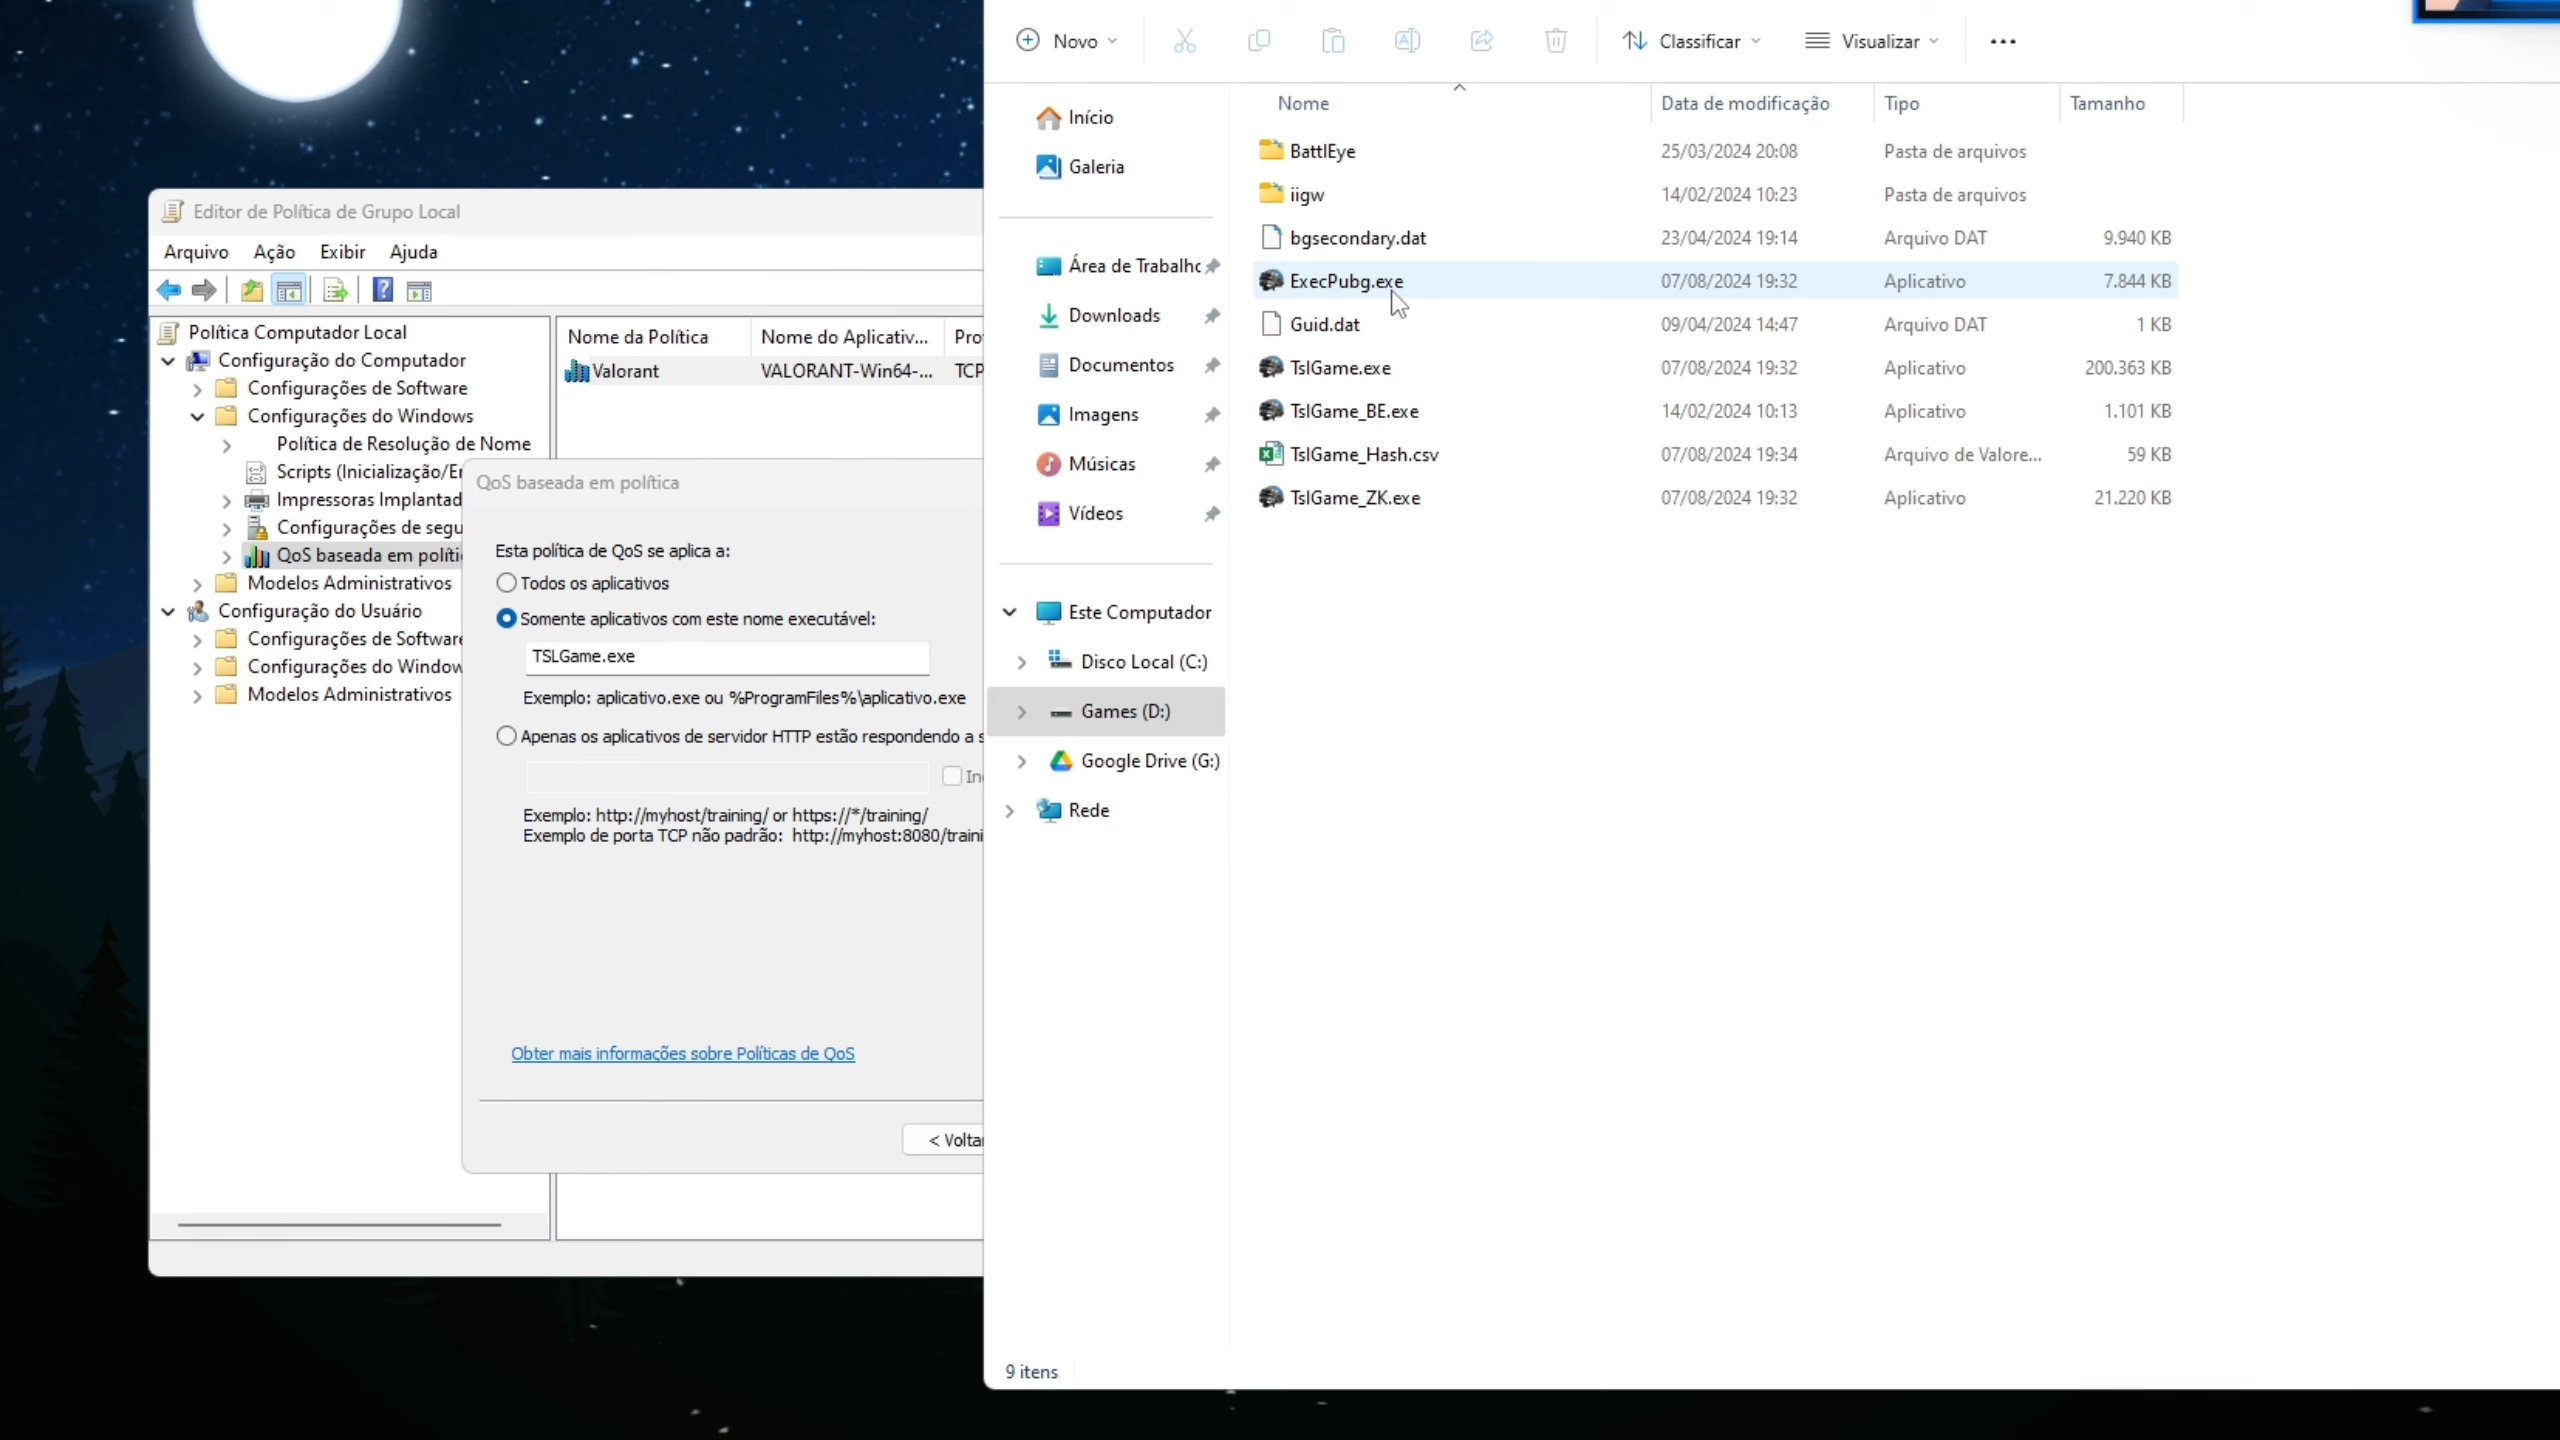 Editor de Política de Grupo Local
Arquivo Ação Exibir Ajuda
Política Computador Local
Configuração do Computador
Configurações de Software
Configurações do Windows
Política de Resolução de Nome
Scripts (Inicialização/En
Impressoras Implantad
Configurações de segu
QoS baseada em políti
Modelos Administrativos
Configuração do Usuário
Configurações de Software
Configurações do Window
Modelos Administrativos
Nome da Política Nome do Aplicativ... Pro
Valorant VALORANT-Win64-... TCP
QoS baseada em política
Esta política de QoS se aplica a:
Todos os aplicativos
Somente aplicativos com este nome executável:
TSLGame.exe
Exemplo: aplicativo.exe ou %ProgramFiles%\aplicativo.exe
Apenas os aplicativos de servidor HTTP estão respondendo a s
Exemplo: http://myhost/training/ or https://*/training/
Exemplo de porta TCP não padrão: http://myhost:8080/traini
Obter mais informações sobre Políticas de QoS
< Voltar
Novo Classificar Visualizar
Início
Galeria
Área de Trabalho
Downloads
Documentos
Imagens
Músicas
Vídeos
Este Computador
Disco Local (C:)
Games (D:)
Google Drive (G:)
Rede
Nome Data de modificação Tipo Tamanho
BattlEye 25/03/2024 20:08 Pasta de arquivos
iigw 14/02/2024 10:23 Pasta de arquivos
bgsecondary.dat 23/04/2024 19:14 Arquivo DAT 9.940 KB
ExecPubg.exe 07/08/2024 19:32 Aplicativo 7.844 KB
Guid.dat 09/04/2024 14:47 Arquivo DAT 1 KB
TslGame.exe 07/08/2024 19:32 Aplicativo 200.363 KB
TslGame_BE.exe 14/02/2024 10:13 Aplicativo 1.101 KB
TslGame_Hash.csv 07/08/2024 19:34 Arquivo de Valore... 59 KB
TslGame_ZK.exe 07/08/2024 19:32 Aplicativo 21.220 KB
9 itens